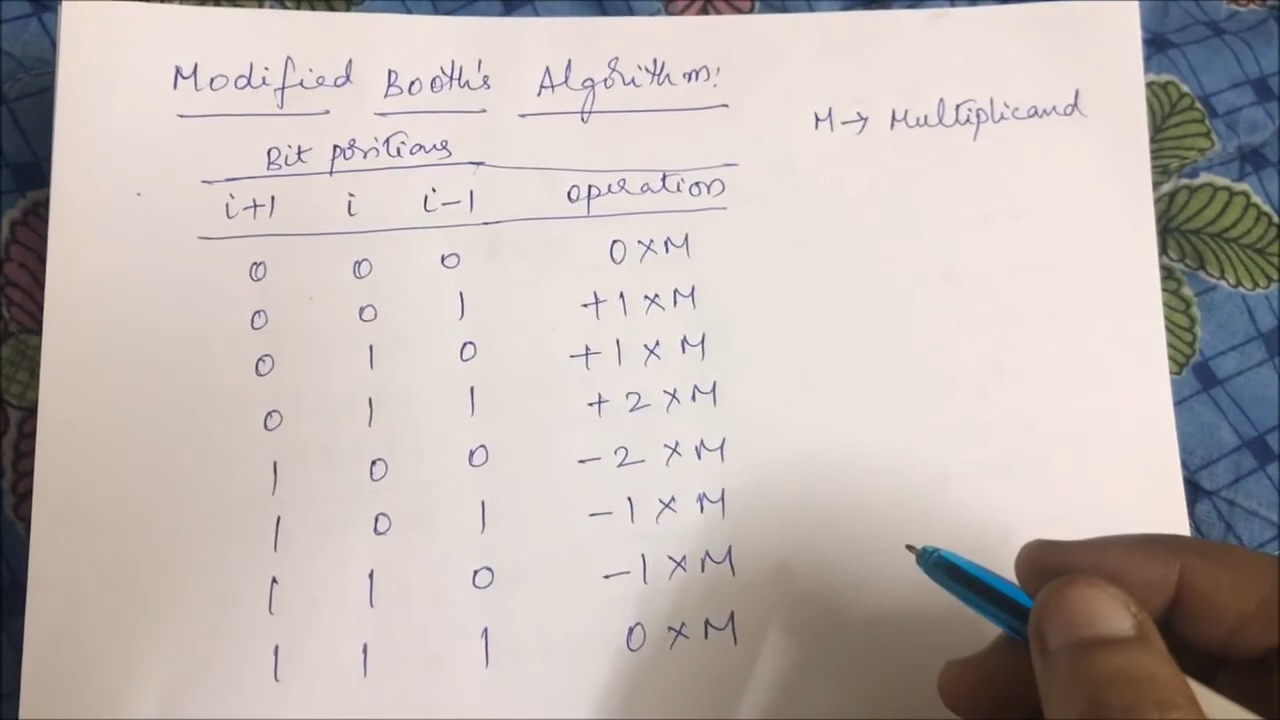 Modified Booth's Algorithm:
M → Multiplicand
Bit positions
i+1 i i-1 operation
0 0 0 0 × M
0 0 1 +1 × M
0 1 0 +1 × M
0 1 1 +2 × M
1 0 0 -2 × M
1 0 1 -1 × M
1 1 0 -1 × M
1 1 1 0 × M